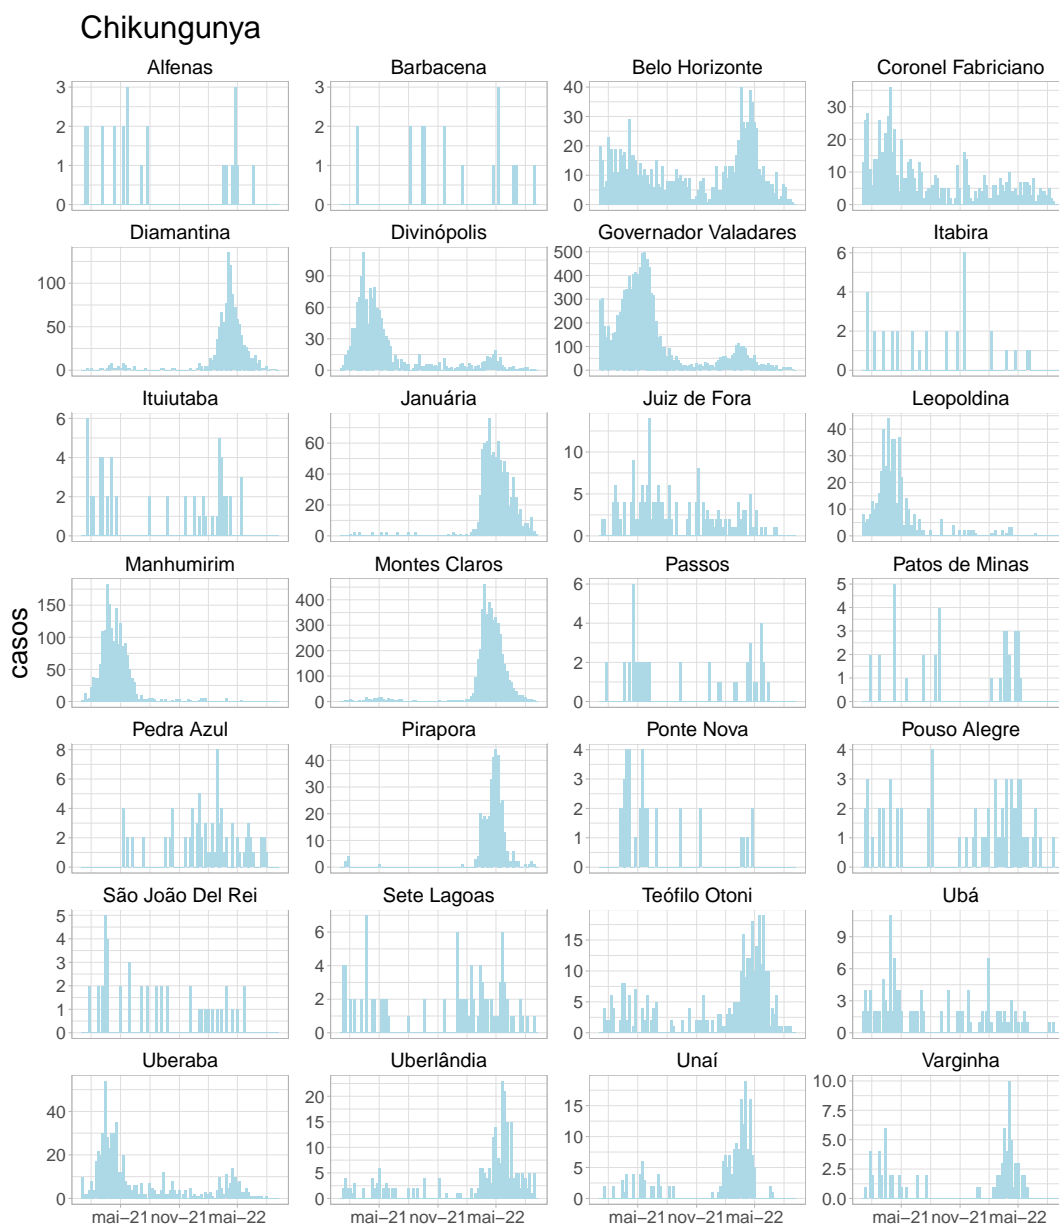 Chikungunya
Alfenas Barbacena Belo Horizonte Coronel Fabriciano
3 2 1 0 3 2 1 0 40 30 20 10 0 30 20 10 0
Diamantina Divinópolis Governador Valadares Itabira
100 50 0 90 60 30 0 500 400 300 200 100 0 6 4 2 0
Ituiutaba Januária Juiz de Fora Leopoldina
6 4 2 0 60 40 20 0 10 5 0 40 30 20 10 0
Manhumirim Montes Claros Passos Patos de Minas
150 100 50 0 400 300 200 100 0 6 4 2 0 5 4 3 2 1 0
casos
Pedra Azul Pirapora Ponte Nova Pouso Alegre
8 6 4 2 0 40 30 20 10 0 4 3 2 1 0 4 3 2 1 0
São João Del Rei Sete Lagoas Teófilo Otoni Ubá
5 4 3 2 1 0 6 4 2 0 15 10 5 0 9 6 3 0
Uberaba Uberlândia Unaí Varginha
40 20 0 20 15 10 5 0 15 10 5 0 10.0 7.5 5.0 2.5 0.0
mai–21 nov–21 mai–22 mai–21 nov–21 mai–22 mai–21 nov–21 mai–22 mai–21 nov–21 mai–22